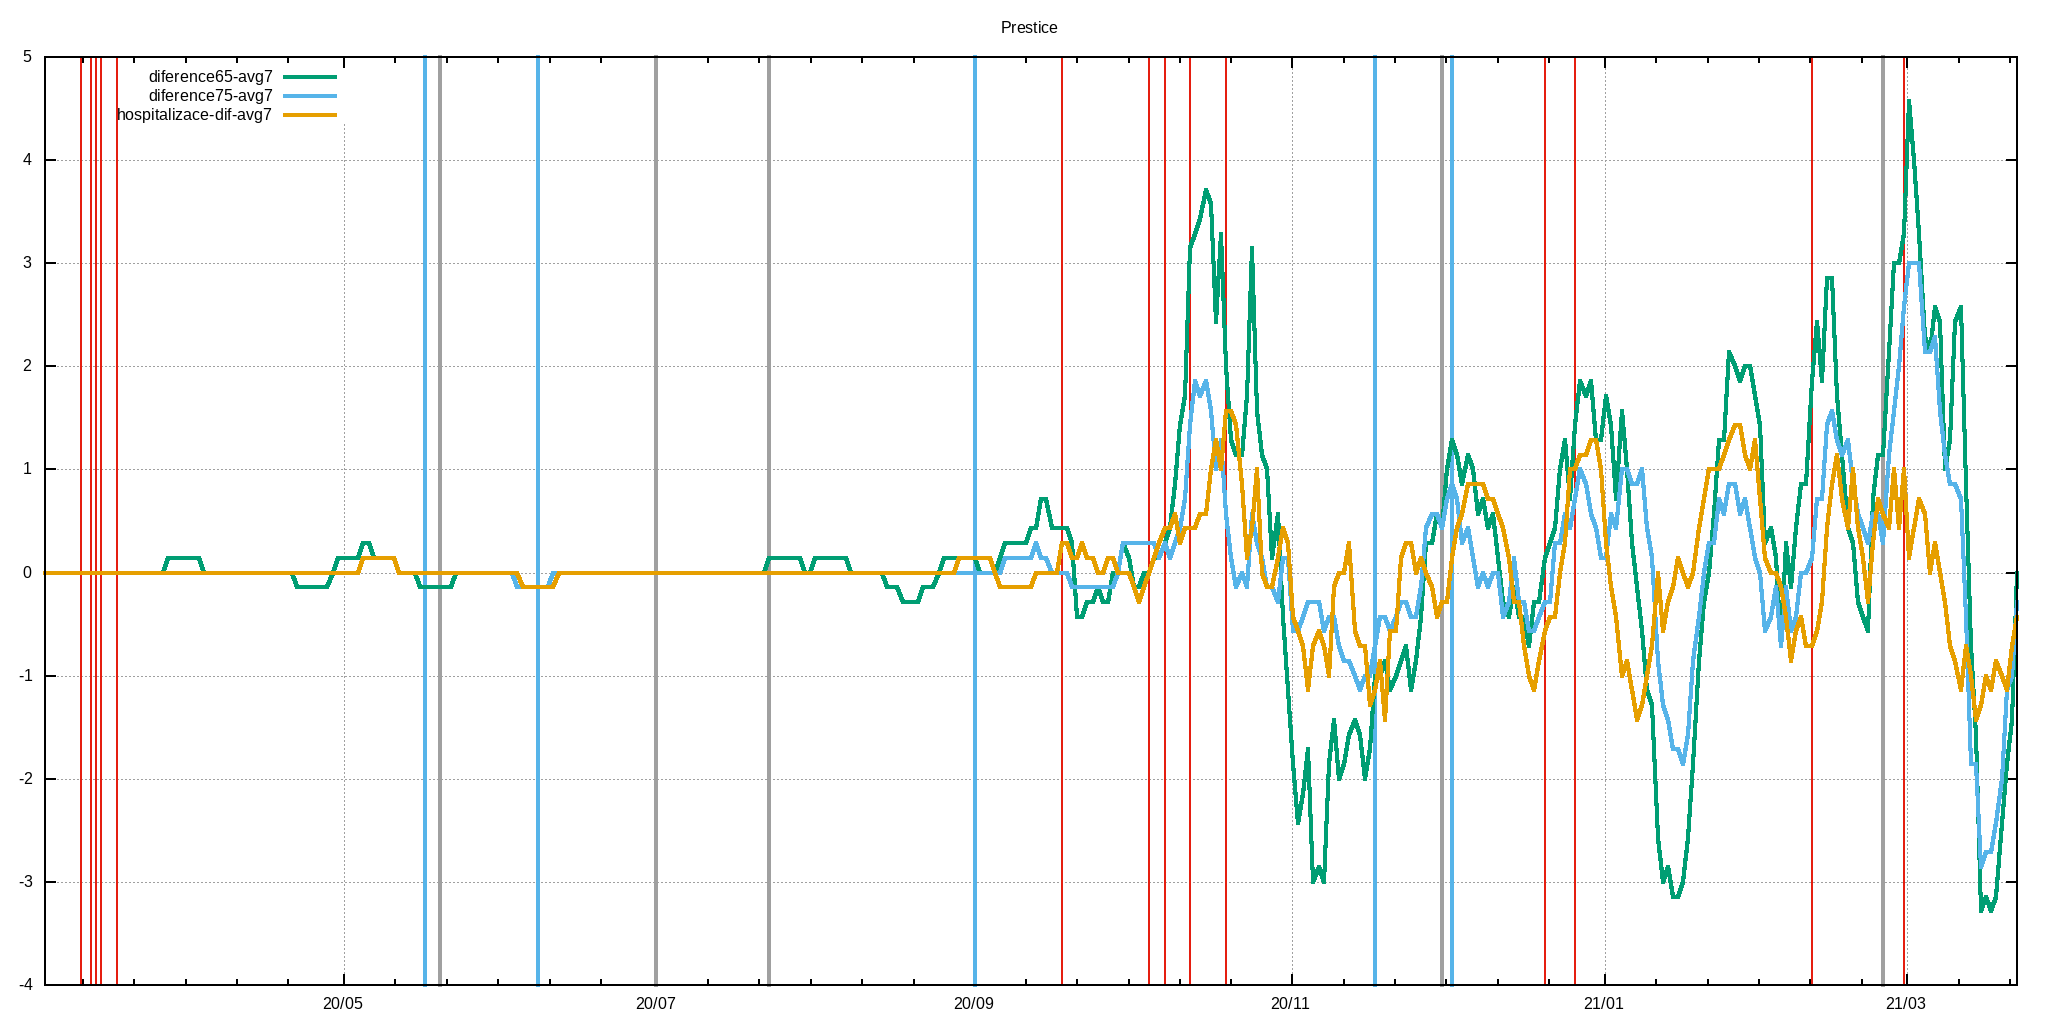 Prestice
5
diference65-avg7
diference75-avg7
hospitalizace-dif-avg7
4
3
2
1
0
-1
-2
-3
-4
20/05 20/07 20/09 20/11 21/01 21/03